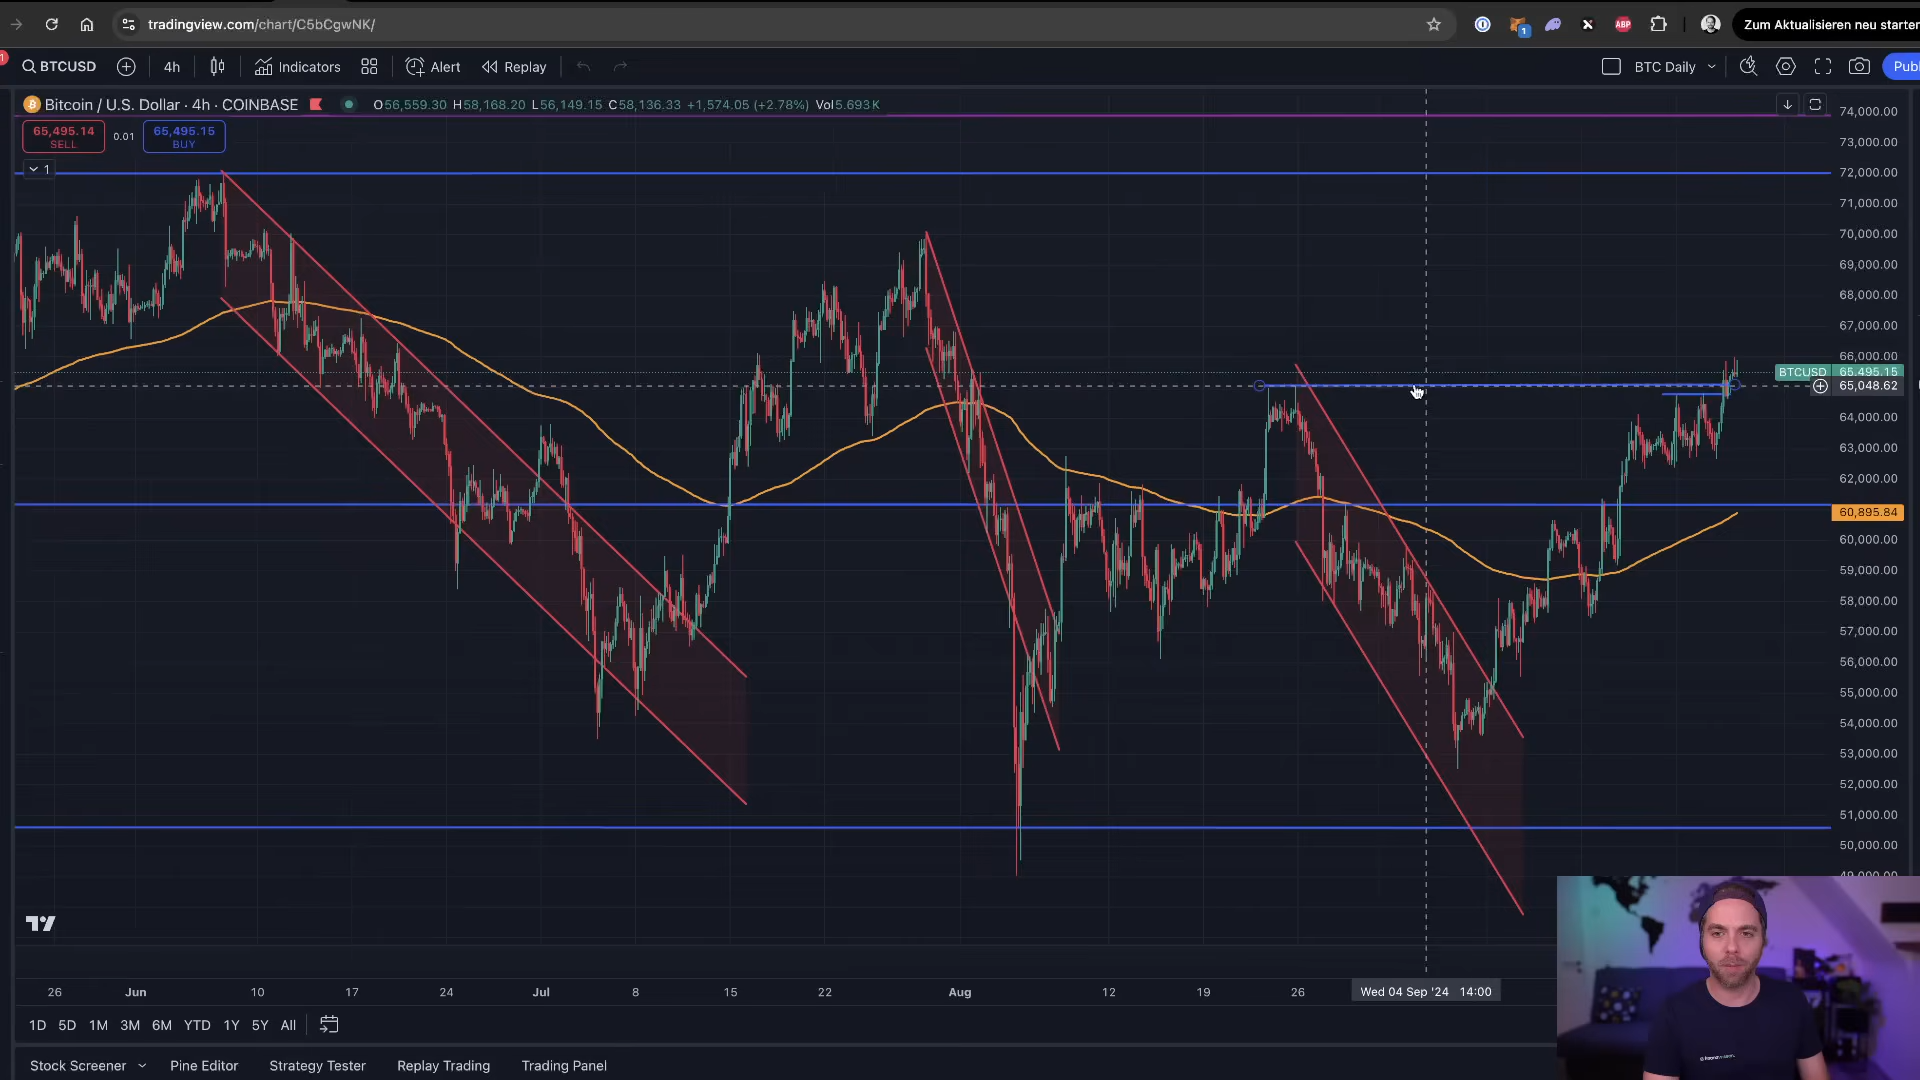 tradingview.com/chart/C5bCgwNK/
1
ABP
Zum Aktualisieren neu starten
1
BTCUSD
4h
Indicators
Alert
Replay
BTC Daily
Publ
Bitcoin / U.S. Dollar · 4h · COINBASE
O56,559.30 H58,168.20 L56,149.15 C58,136.33 +1,574.05 (+2.78%) Vol5.693K
65,495.14
SELL
0.01
65,495.15
BUY
1
74,000.00
73,000.00
72,000.00
71,000.00
70,000.00
69,000.00
68,000.00
67,000.00
66,000.00
BTCUSD 65,495.15
65,048.62
64,000.00
63,000.00
62,000.00
60,895.84
60,000.00
59,000.00
58,000.00
57,000.00
56,000.00
55,000.00
54,000.00
53,000.00
52,000.00
51,000.00
50,000.00
49,000.00
26
Jun
10
17
24
Jul
8
15
22
Aug
12
19
26
Wed 04 Sep '24 14:00
1D
5D
1M
3M
6M
YTD
1Y
5Y
All
Stock Screener
Pine Editor
Strategy Tester
Replay Trading
Trading Panel